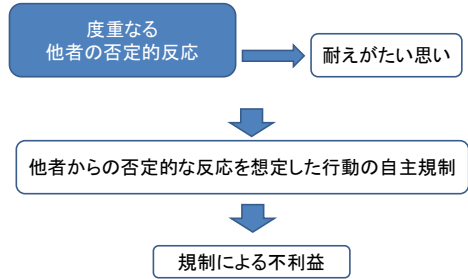 度重なる
他者の否定的反応
耐えがたい思い
他者からの否定的な反応を想定した行動の自主規制
規制による不利益